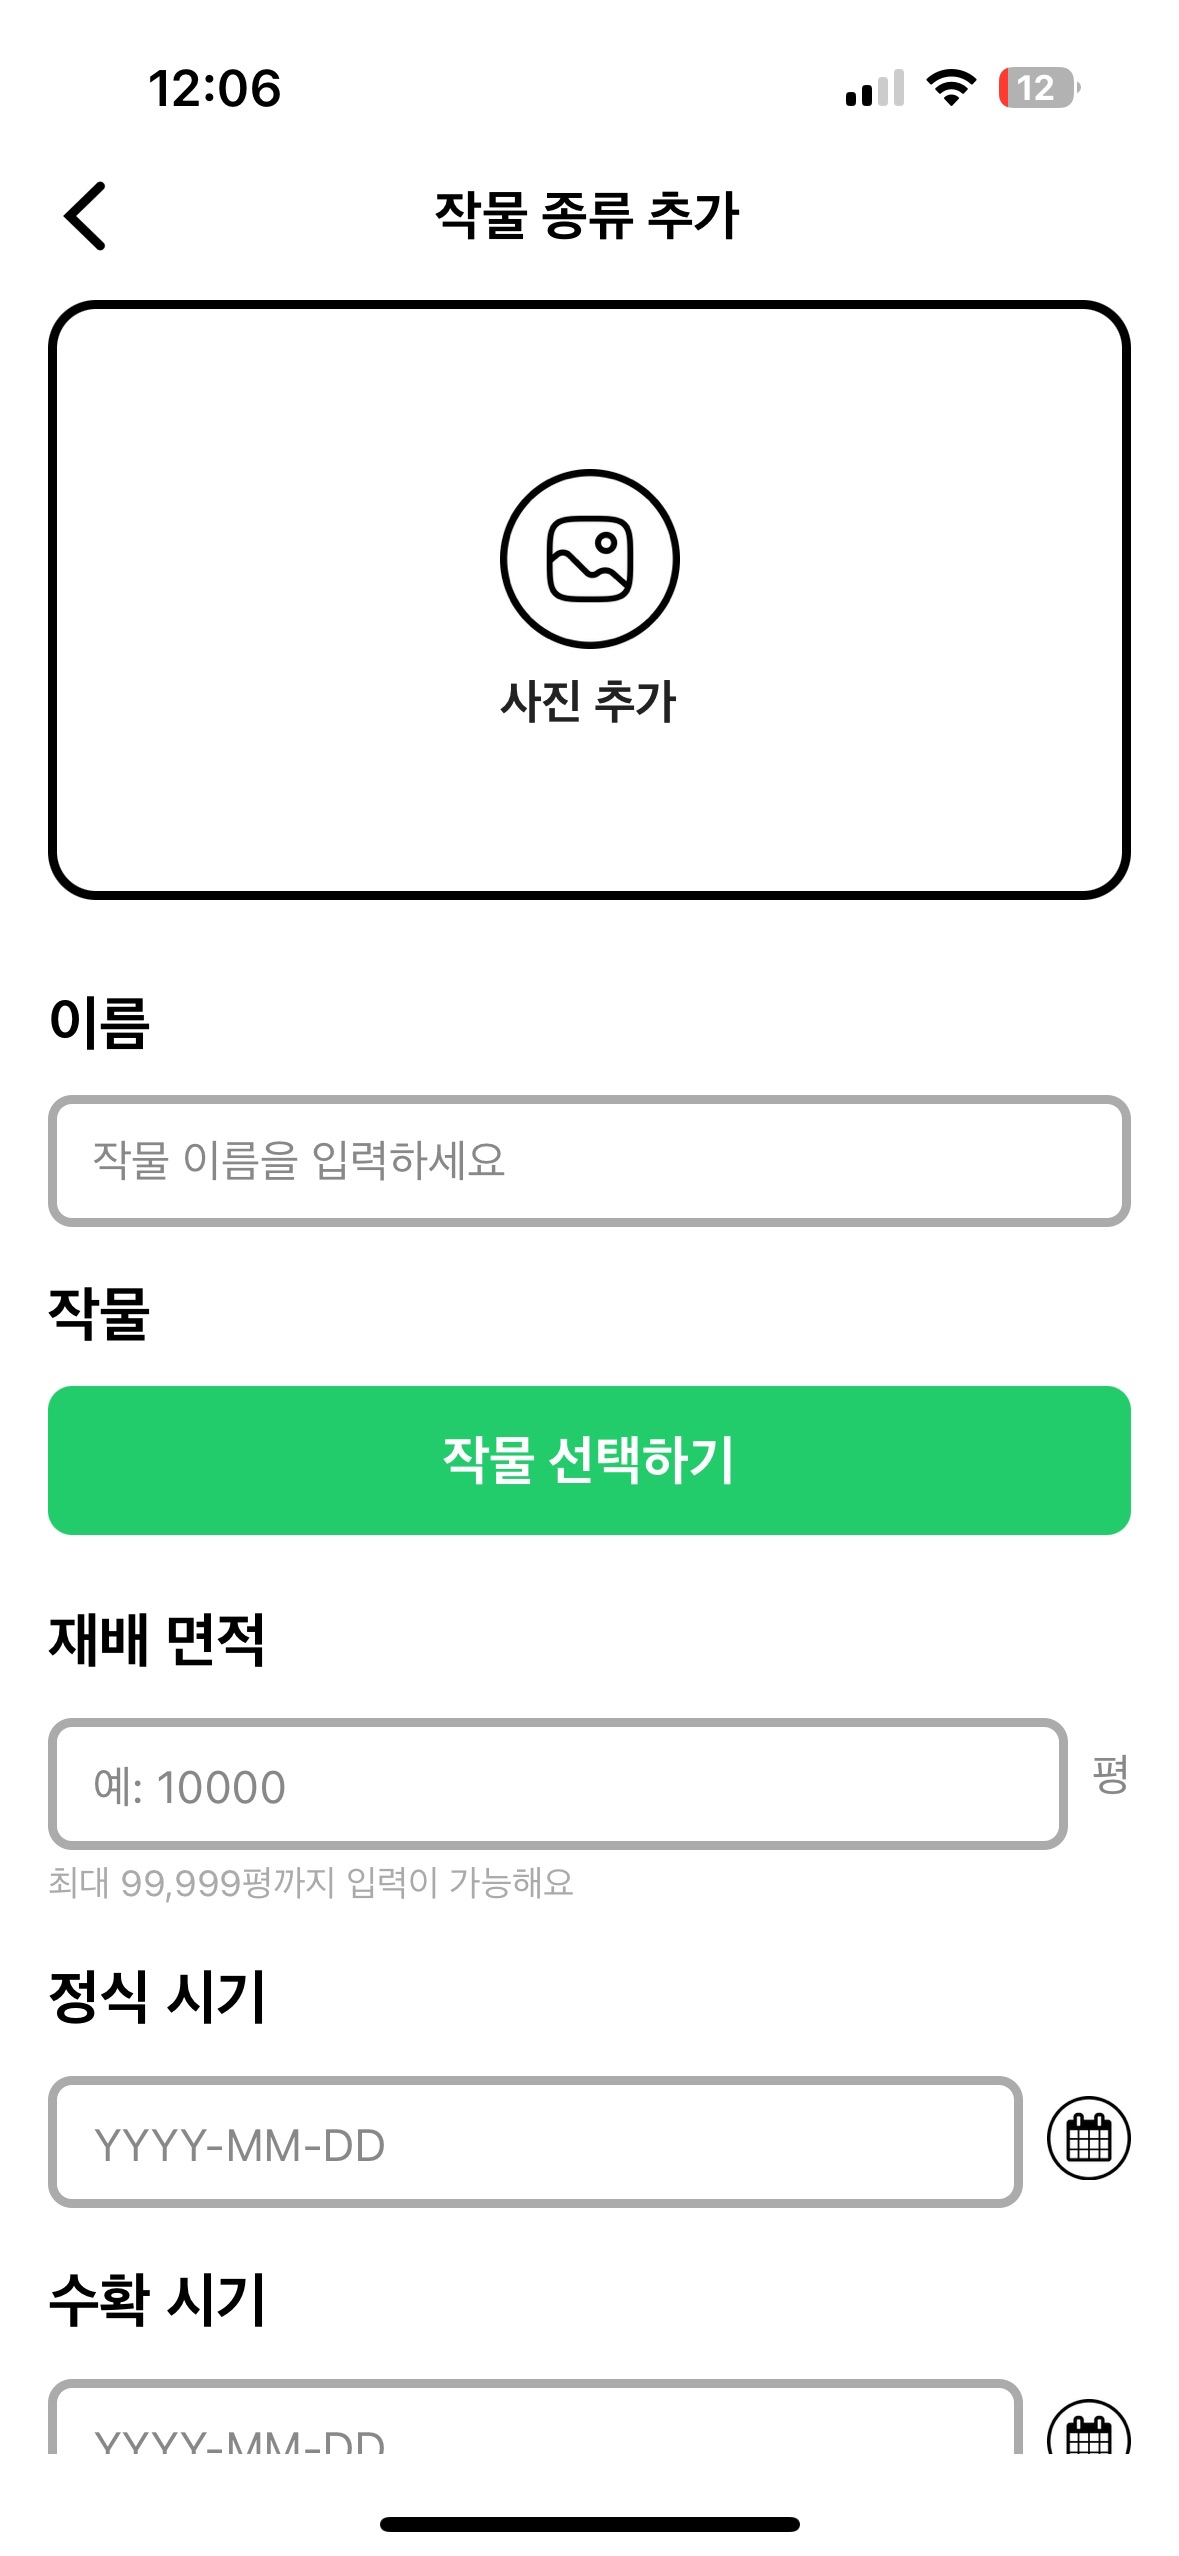 12:06
12
작물 종류 추가
사진 추가
이름
작물 이름을 입력하세요
작물
작물 선택하기
재배 면적
예: 10000
평
최대 99,999평까지 입력이 가능해요
정식 시기
YYYY-MM-DD
수확 시기
YYYY-MM-DD